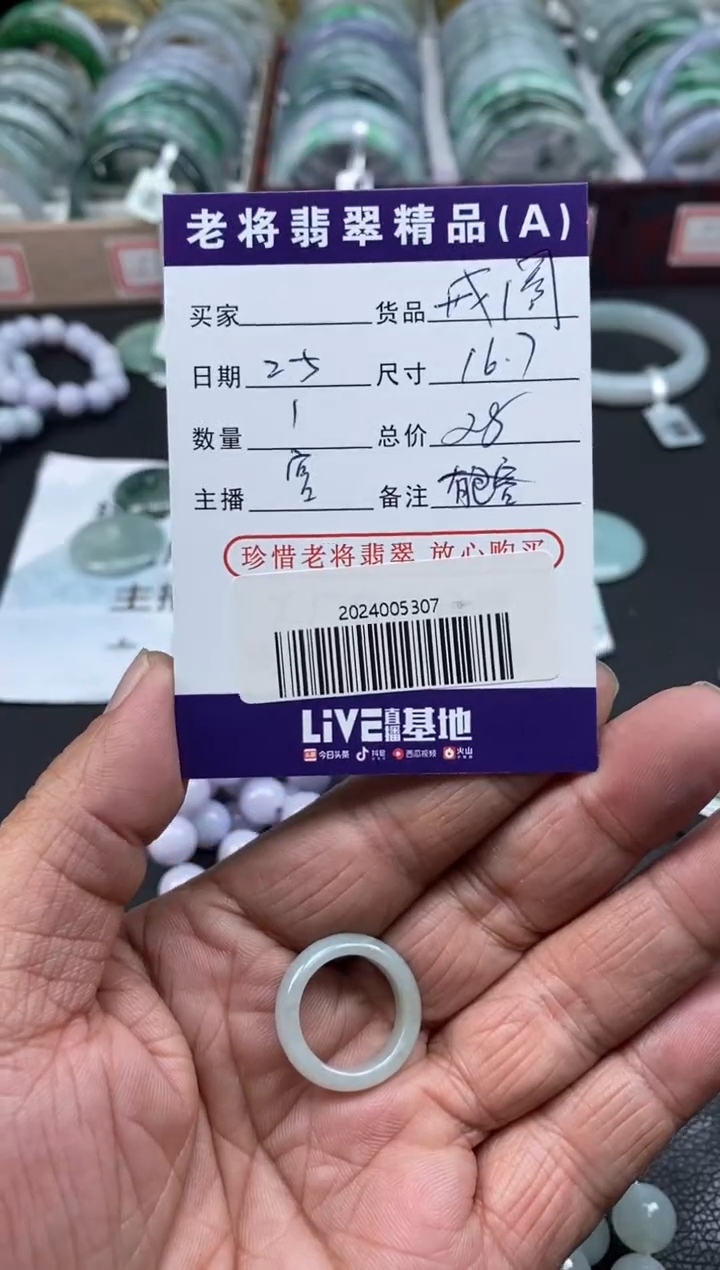 老将翡翠精品(A)
买家 货品 戒圈
日期 25 尺寸 16.7
数量 1 总价 28
主播 备注
珍惜老将翡翠 放心购买
2024005307
主播
LiVE直播基地
今日头条 抖音 西瓜视频 火山